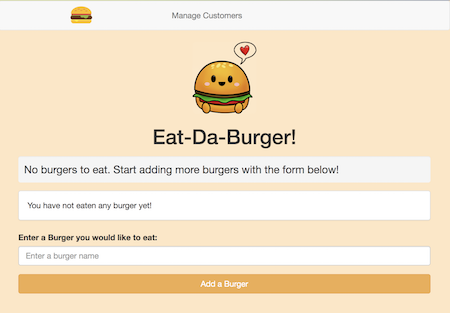 Manage Customers
Eat-Da-Burger!
No burgers to eat. Start adding more burgers with the form below!
You have not eaten any burger yet!
Enter a Burger you would like to eat:
Enter a burger name
Add a Burger